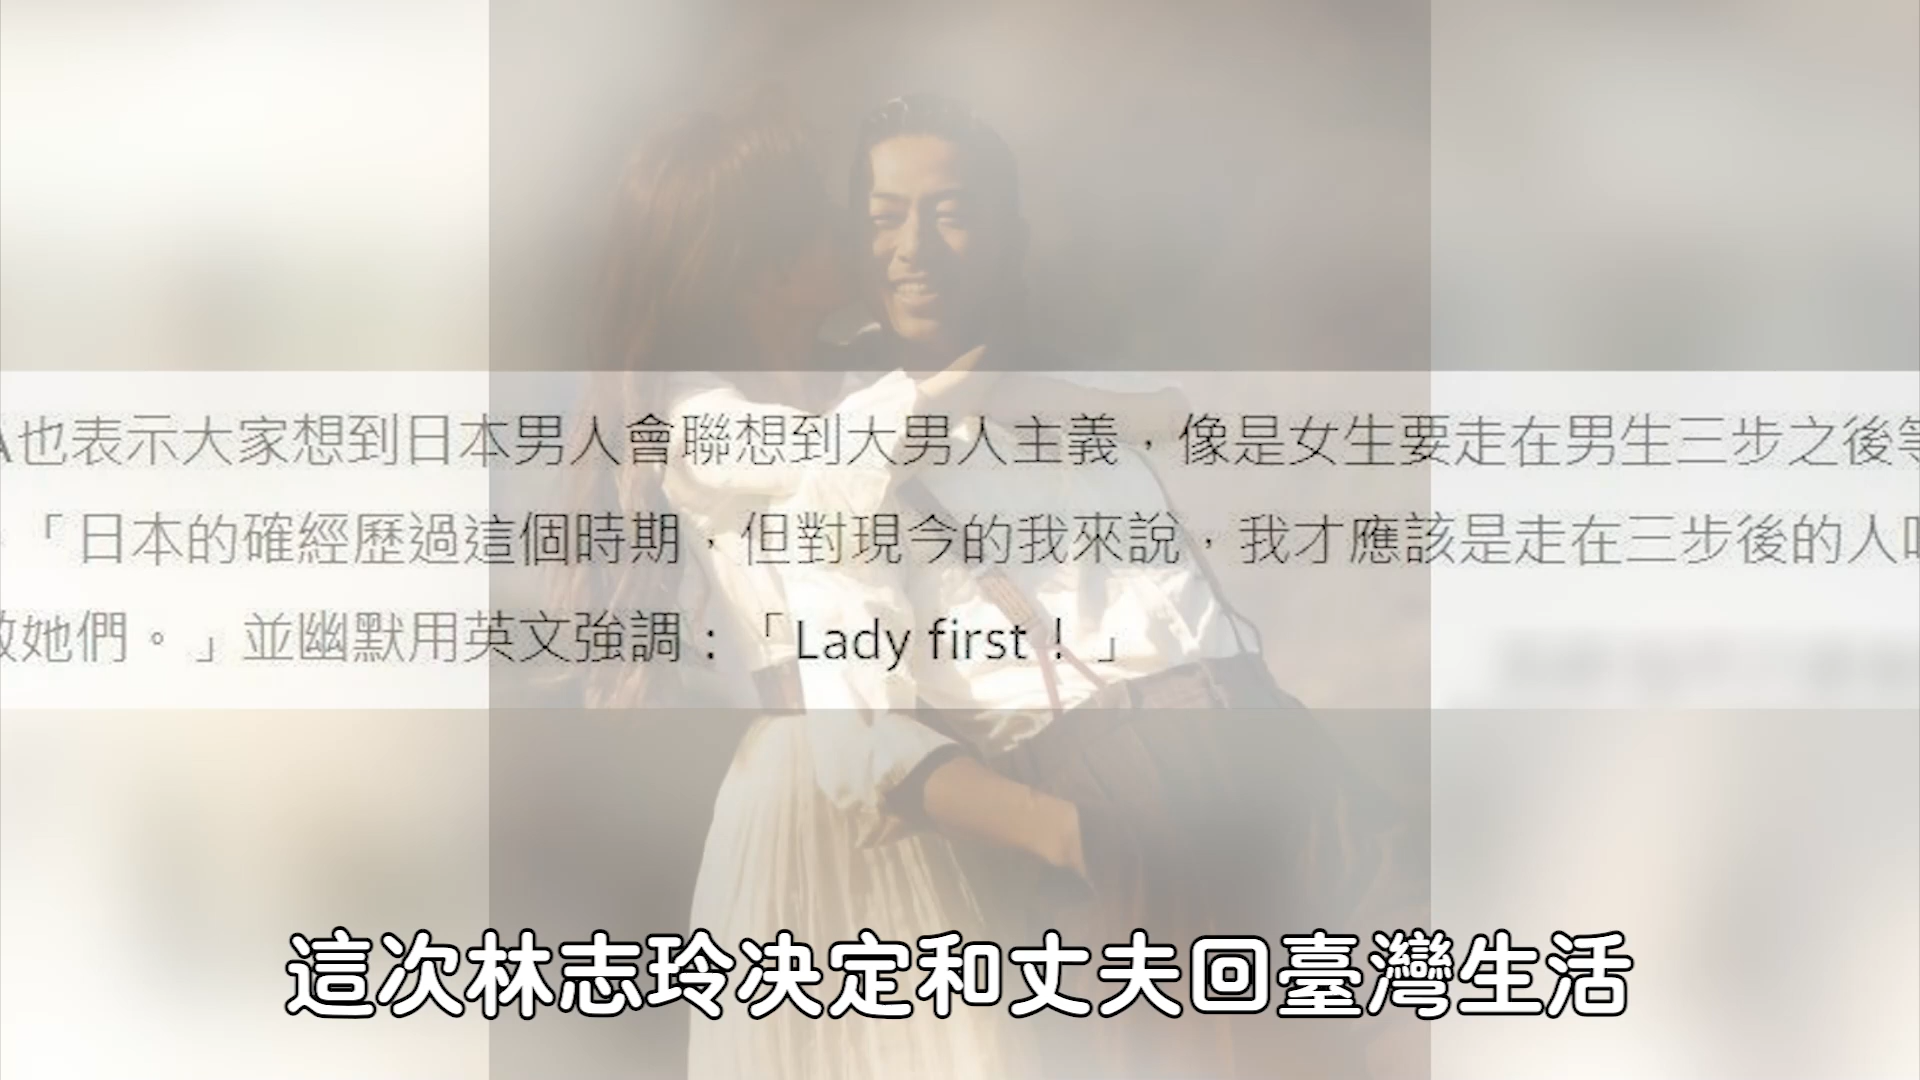 也表示大家想到日本男人會聯想到大男人主義，像是女生要走在男生三步之後等
「日本的確經歷過這個時期，但對現今的我來說，我才應該是走在三步後的人
她們。」並幽默用英文強調：「Lady first！」
這次林志玲决定和丈夫回臺灣生活